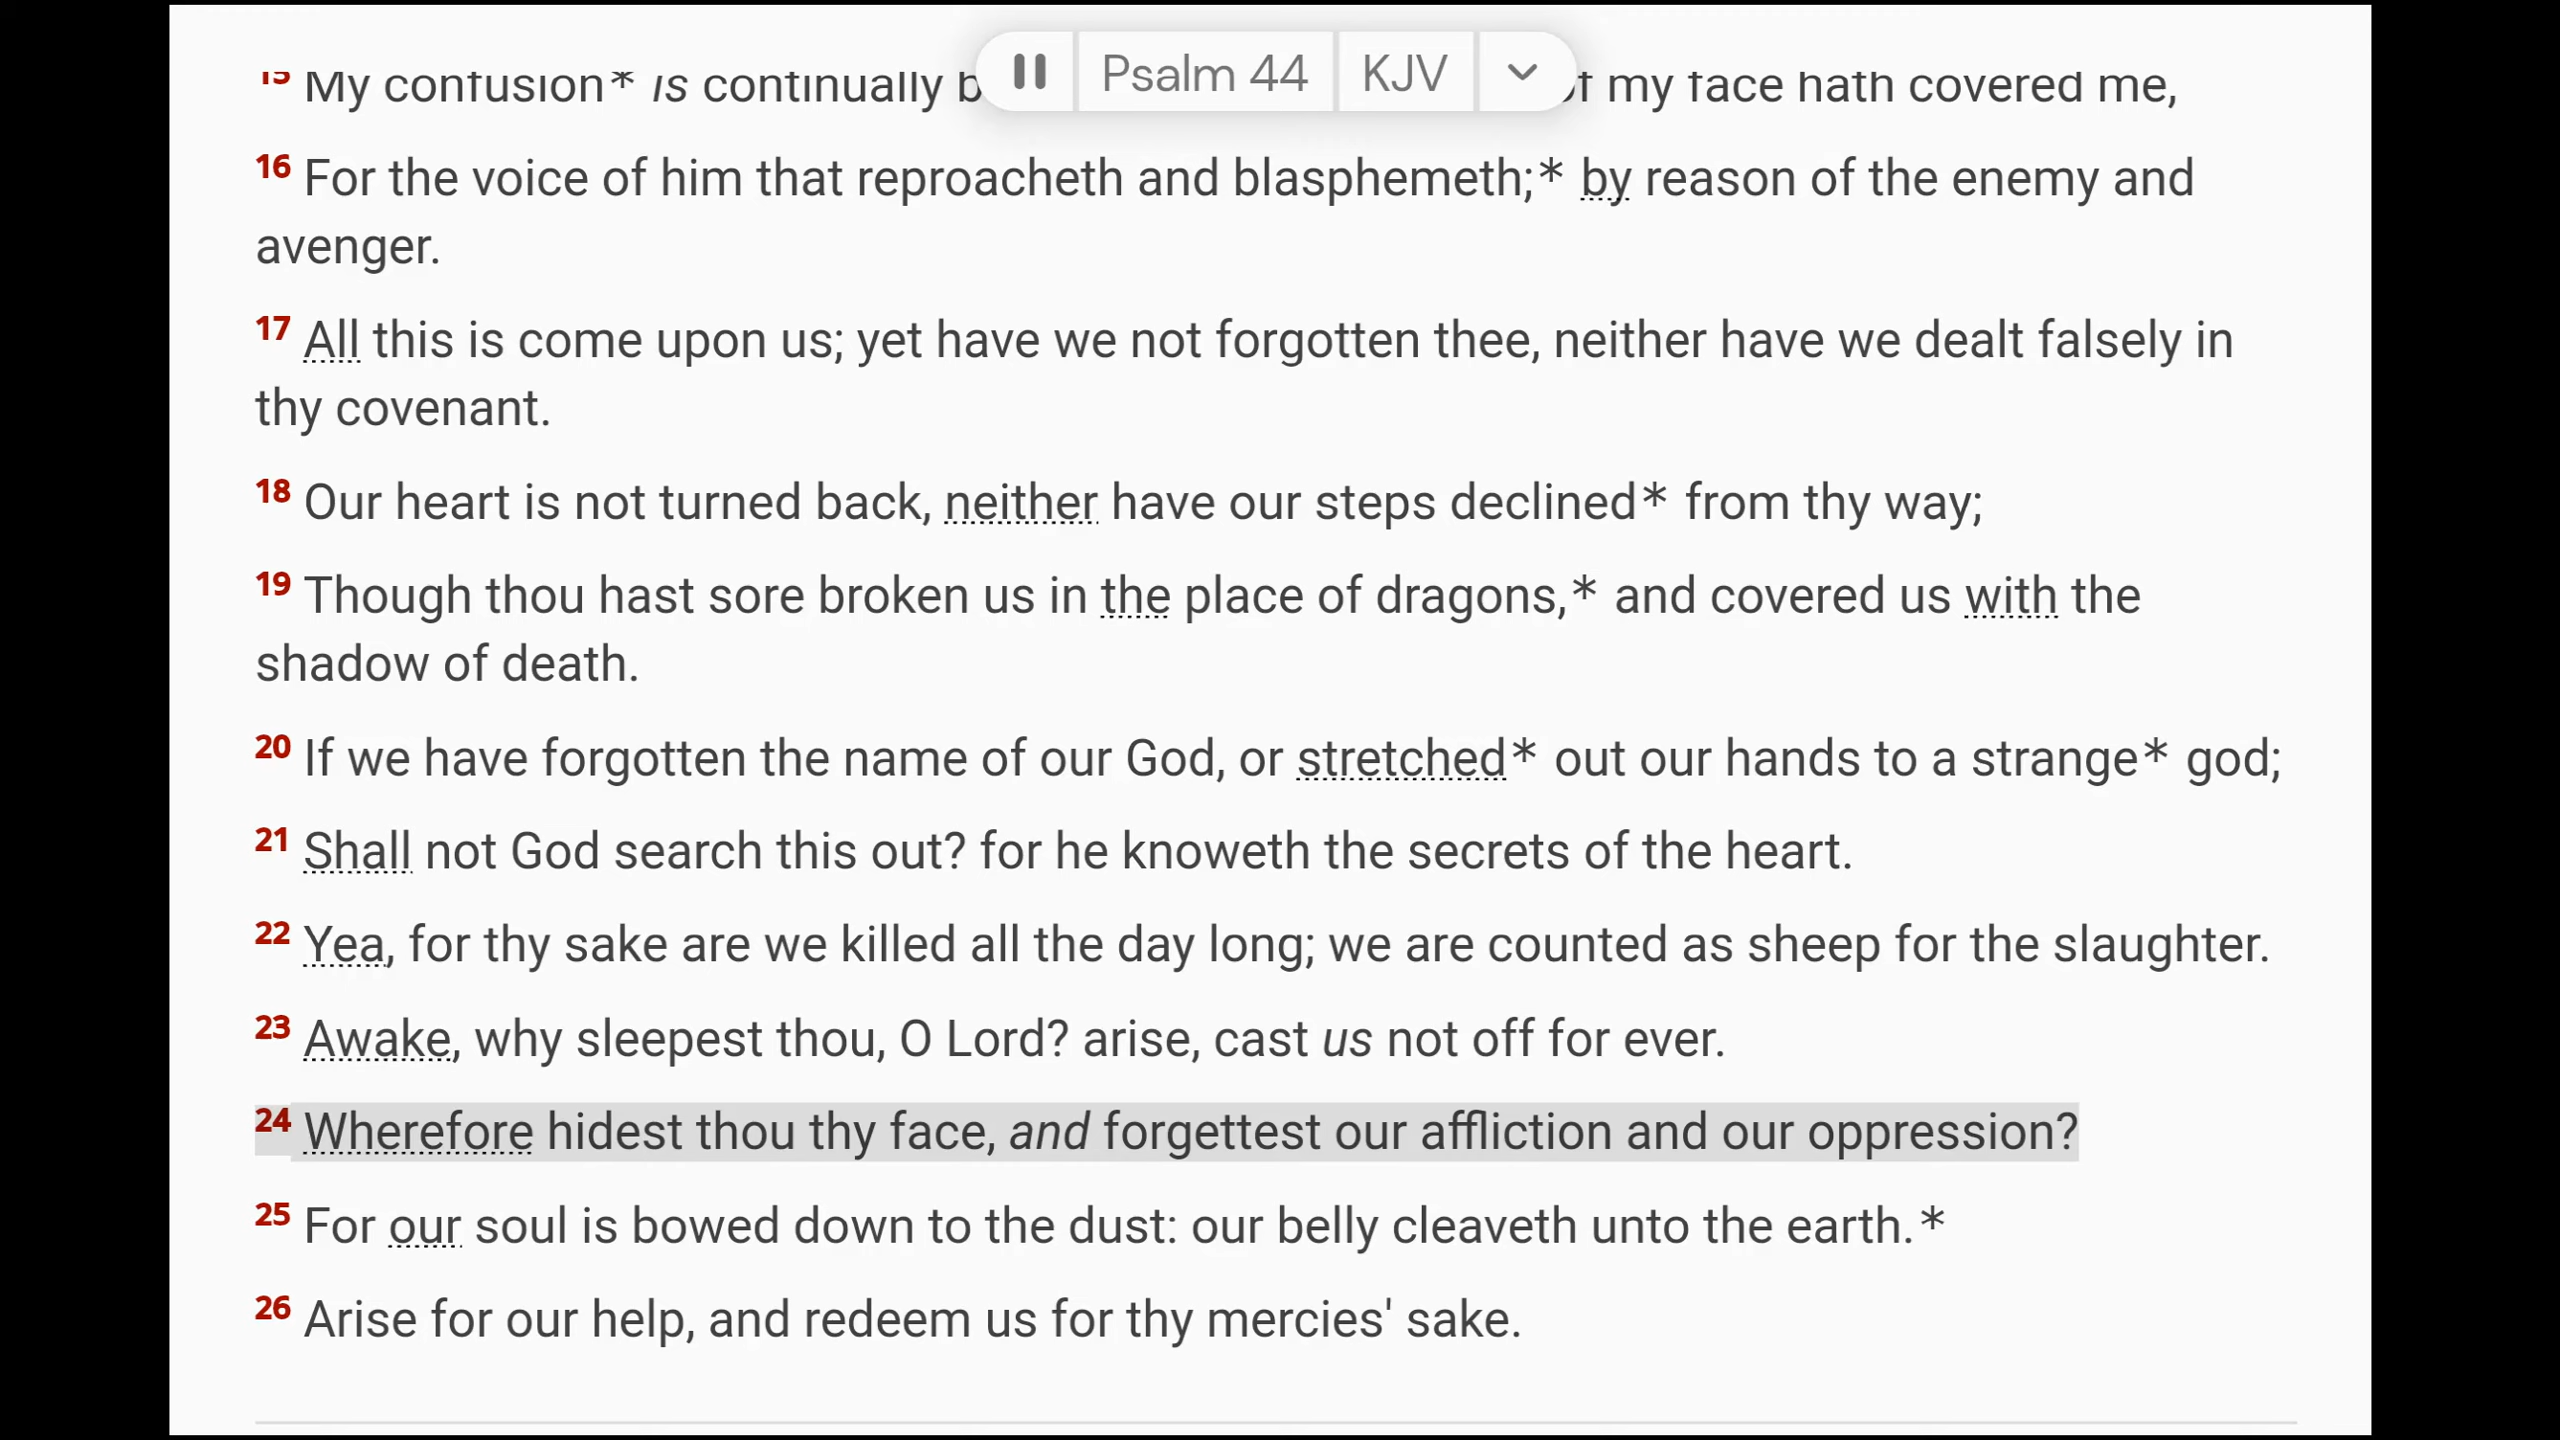 Psalm 44 KJV
15 My confusion* is continually b my face hath covered me,
16 For the voice of him that reproacheth and blasphemeth;* by reason of the enemy and
avenger.
17 All this is come upon us; yet have we not forgotten thee, neither have we dealt falsely in
thy covenant.
18 Our heart is not turned back, neither have our steps declined* from thy way;
19 Though thou hast sore broken us in the place of dragons,* and covered us with the
shadow of death.
20 If we have forgotten the name of our God, or stretched* out our hands to a strange* god;
21 Shall not God search this out? for he knoweth the secrets of the heart.
22 Yea, for thy sake are we killed all the day long; we are counted as sheep for the slaughter.
23 Awake, why sleepest thou, O Lord? arise, cast us not off for ever.
24 Wherefore hidest thou thy face, and forgettest our affliction and our oppression?
25 For our soul is bowed down to the dust: our belly cleaveth unto the earth.*
26 Arise for our help, and redeem us for thy mercies' sake.